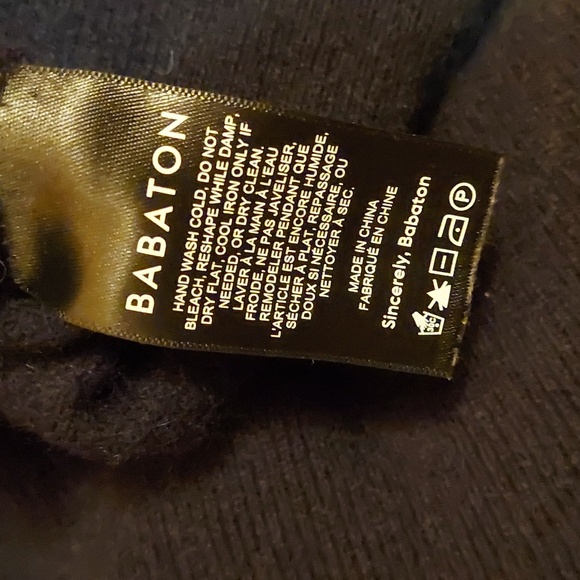 BABATON
HAND WASH COLD, DO NOT
BLEACH, RESHAPE WHILE DAMP,
DRY FLAT, COOL IRON ONLY IF
NEEDED, OR DRY CLEAN.
LAVER À LA MAIN À L'EAU
FROIDE, NE PAS JAVELISER,
REMODELER PENDANT QUE
L'ARTICLE EST ENCORE HUMIDE,
SÉCHER À PLAT, REPASSAGE
DOUX SI NÉCESSAIRE, OU
NETTOYER À SEC.
MADE IN CHINA
FABRIQUÉ EN CHINE
Sincerely, Babaton
30C P